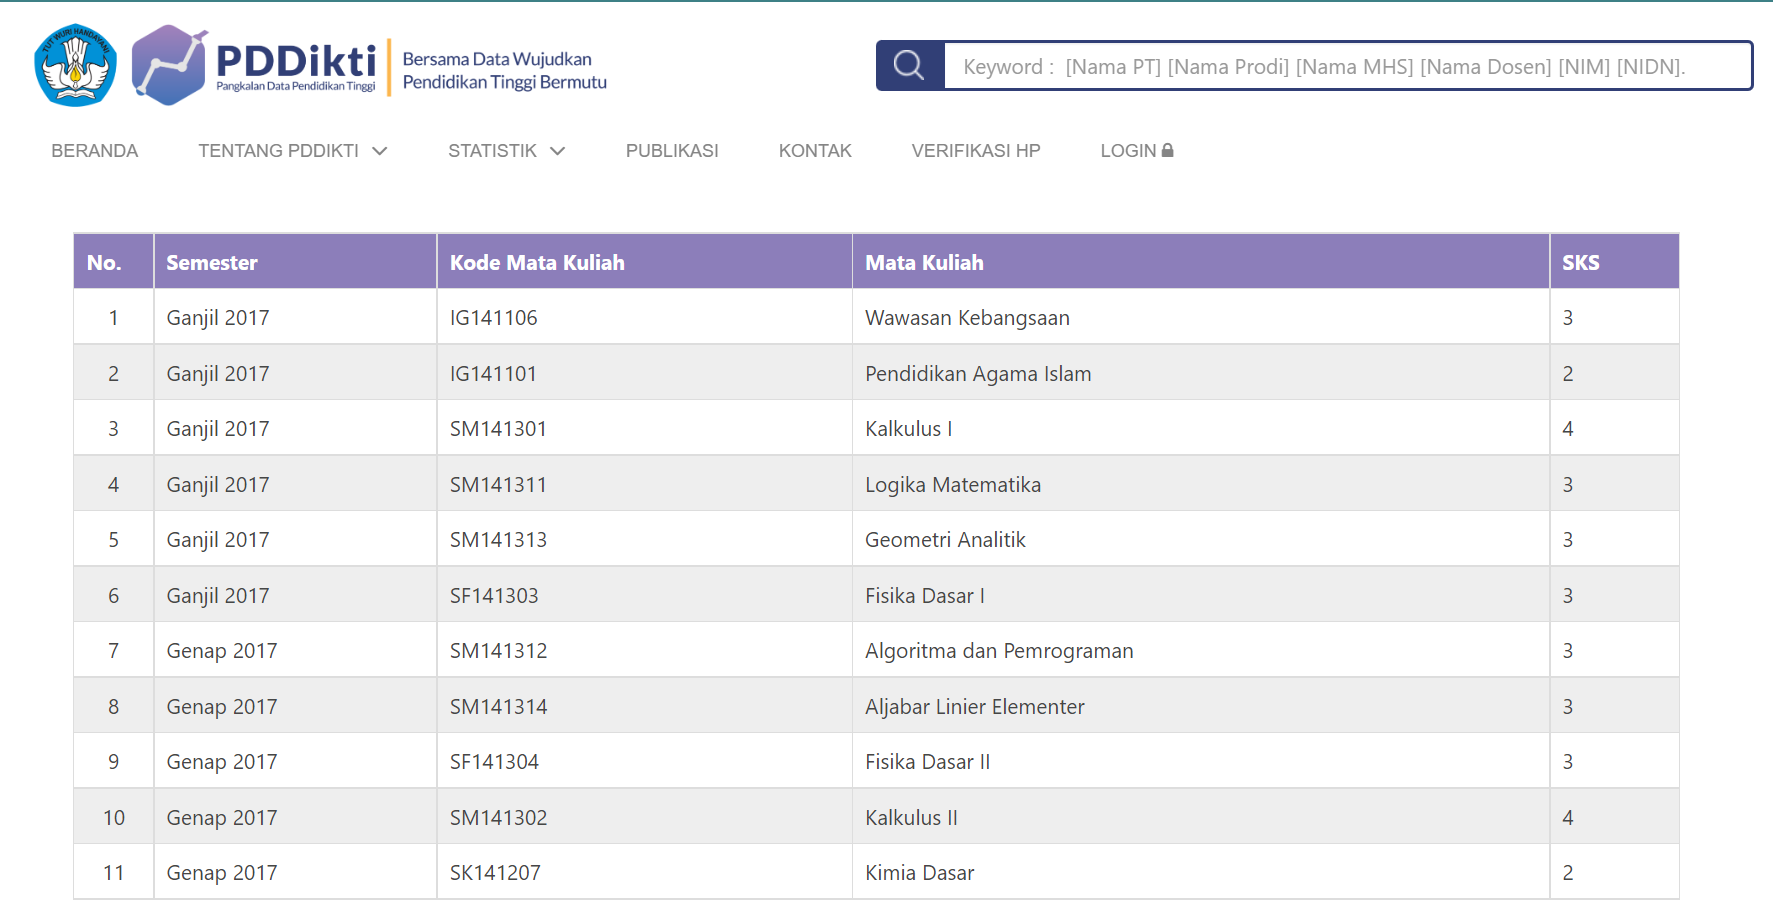 TUT WURI HANDAYANI
PDDikti
Pangkalan Data Pendidikan Tinggi
Bersama Data Wujudkan
Pendidikan Tinggi Bermutu
Keyword : [Nama PT] [Nama Prodi] [Nama MHS] [Nama Dosen] [NIM] [NIDN].
BERANDA TENTANG PDDIKTI STATISTIK PUBLIKASI KONTAK VERIFIKASI HP LOGIN
No. Semester Kode Mata Kuliah Mata Kuliah SKS
1 Ganjil 2017 IG141106 Wawasan Kebangsaan 3
2 Ganjil 2017 IG141101 Pendidikan Agama Islam 2
3 Ganjil 2017 SM141301 Kalkulus I 4
4 Ganjil 2017 SM141311 Logika Matematika 3
5 Ganjil 2017 SM141313 Geometri Analitik 3
6 Ganjil 2017 SF141303 Fisika Dasar I 3
7 Genap 2017 SM141312 Algoritma dan Pemrograman 3
8 Genap 2017 SM141314 Aljabar Linier Elementer 3
9 Genap 2017 SF141304 Fisika Dasar II 3
10 Genap 2017 SM141302 Kalkulus II 4
11 Genap 2017 SK141207 Kimia Dasar 2